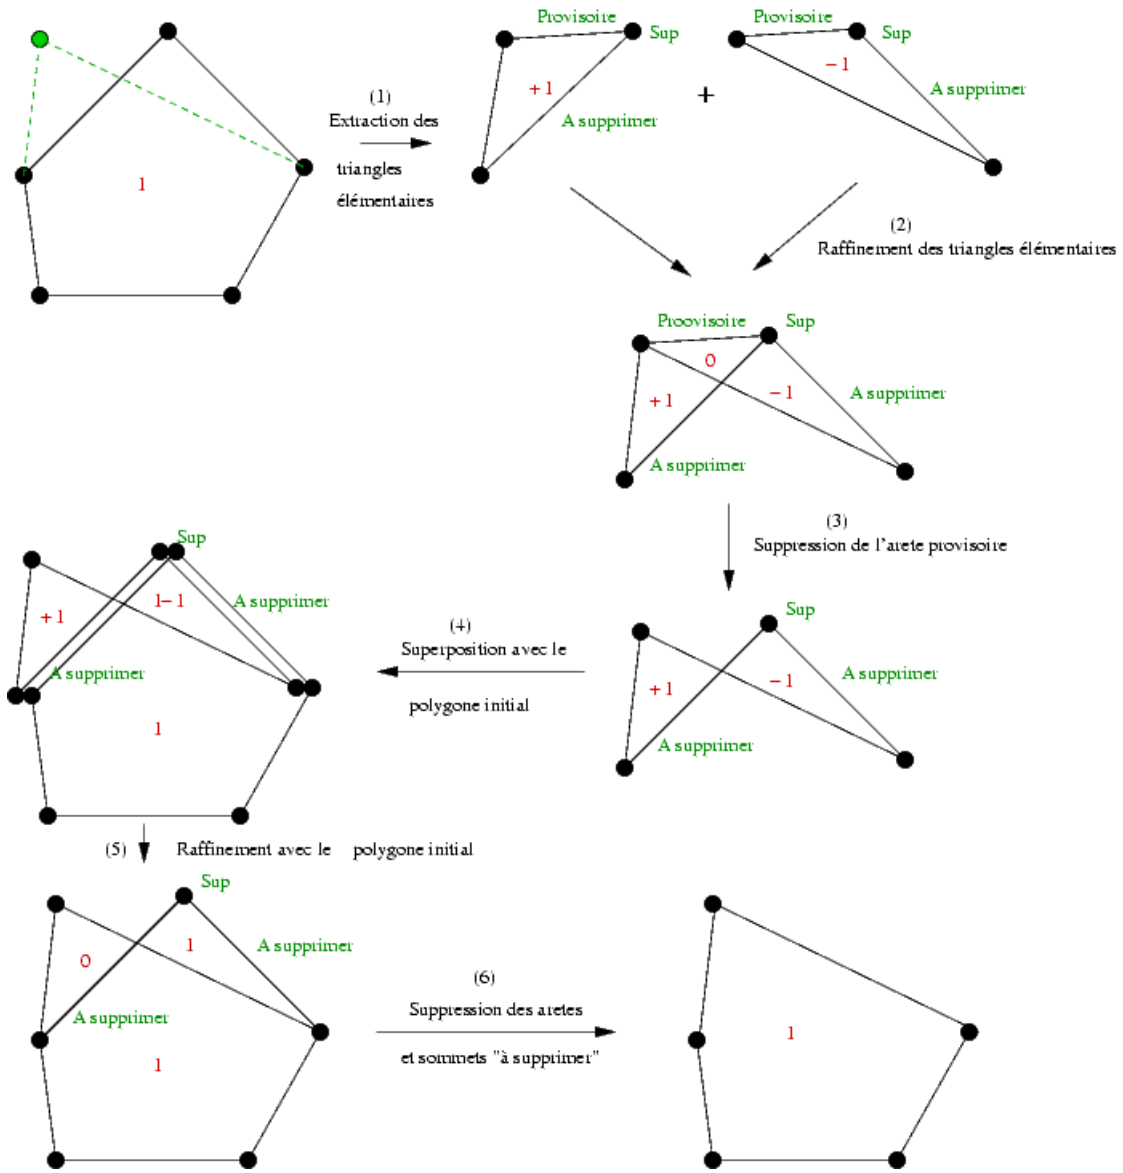 1
(1)
Extraction des
triangles
élémentaires
Provisoire
Sup
+1
A supprimer
+
Provisoire
Sup
-1
A supprimer
(2)
Raffinement des triangles élémentaires
Proovisoire
Sup
0
+1
-1
A supprimer
A supprimer
(3)
Suppression de l'arete provisoire
Sup
+1
-1
A supprimer
A supprimer
(4)
Superposition avec le
polygone initial
Sup
+1
1-1
A supprimer
A supprimer
1
(5)
Raffinement avec le polygone initial
Sup
0
1
A supprimer
A supprimer
1
(6)
Suppression des aretes
et sommets "à supprimer"
1